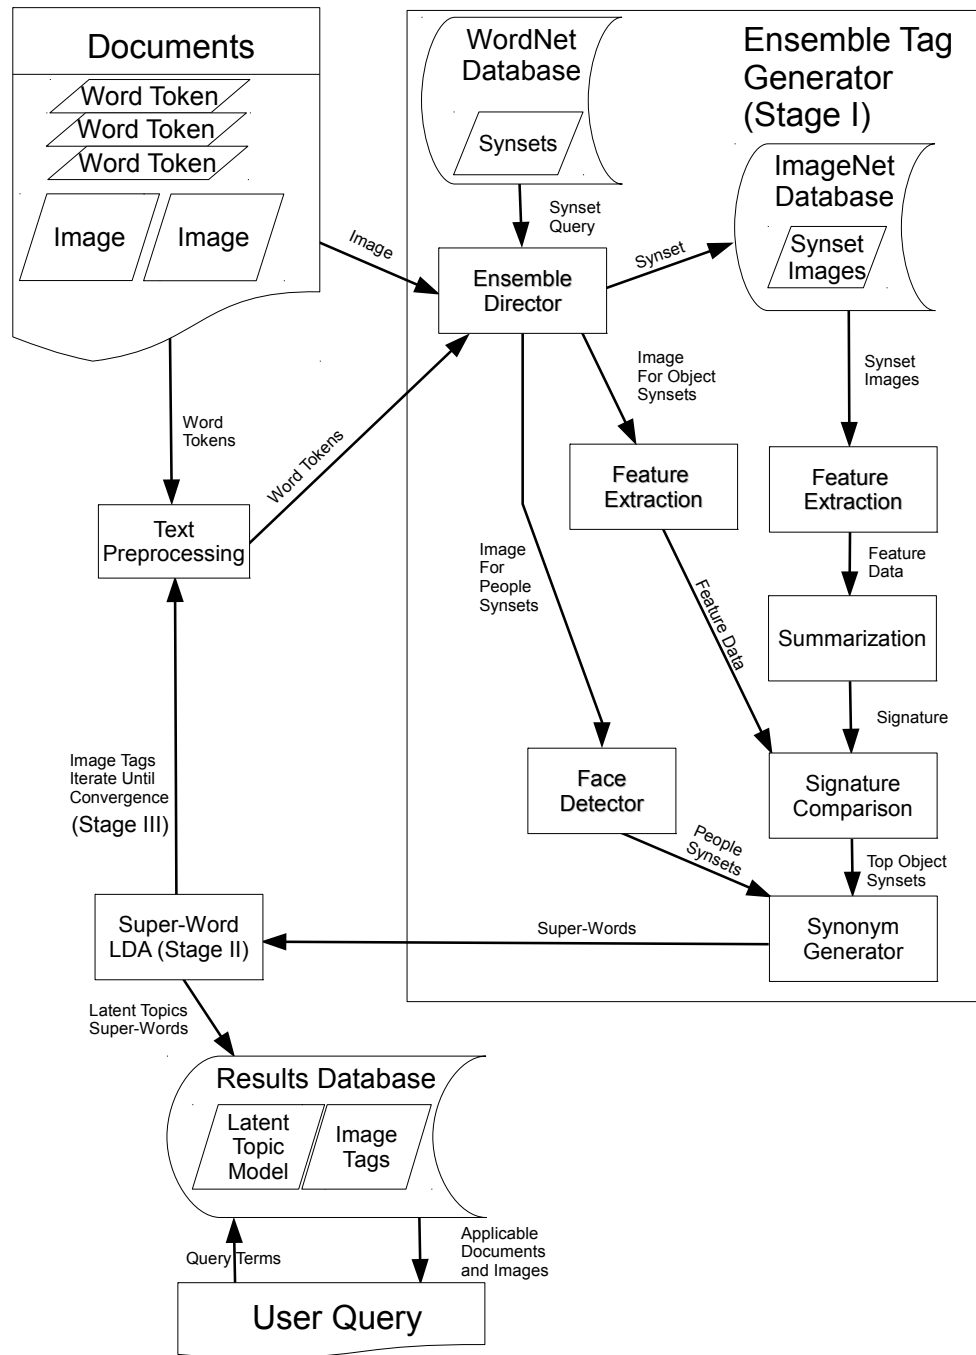 Documents
Word Token
Word Token
Word Token
Image
Image
WordNet
Database
Synsets
Ensemble Tag
Generator
(Stage I)
ImageNet
Database
Synset
Images
Image
Synset
Query
Synset
Ensemble
Director
Word
Tokens
Word Tokens
Image
For Object
Synsets
Synset
Images
Text
Preprocessing
Feature
Extraction
Feature
Extraction
Image
For
People
Synsets
Feature Data
Feature
Data
Summarization
Signature
Image Tags
Iterate Until
Convergence
(Stage III)
Face
Detector
Signature
Comparison
People
Synsets
Top Object
Synsets
Super-Word
LDA (Stage II)
Super-Words
Synonym
Generator
Latent Topics
Super-Words
Results Database
Latent
Topic
Model
Image
Tags
Query Terms
Applicable
Documents
and Images
User Query